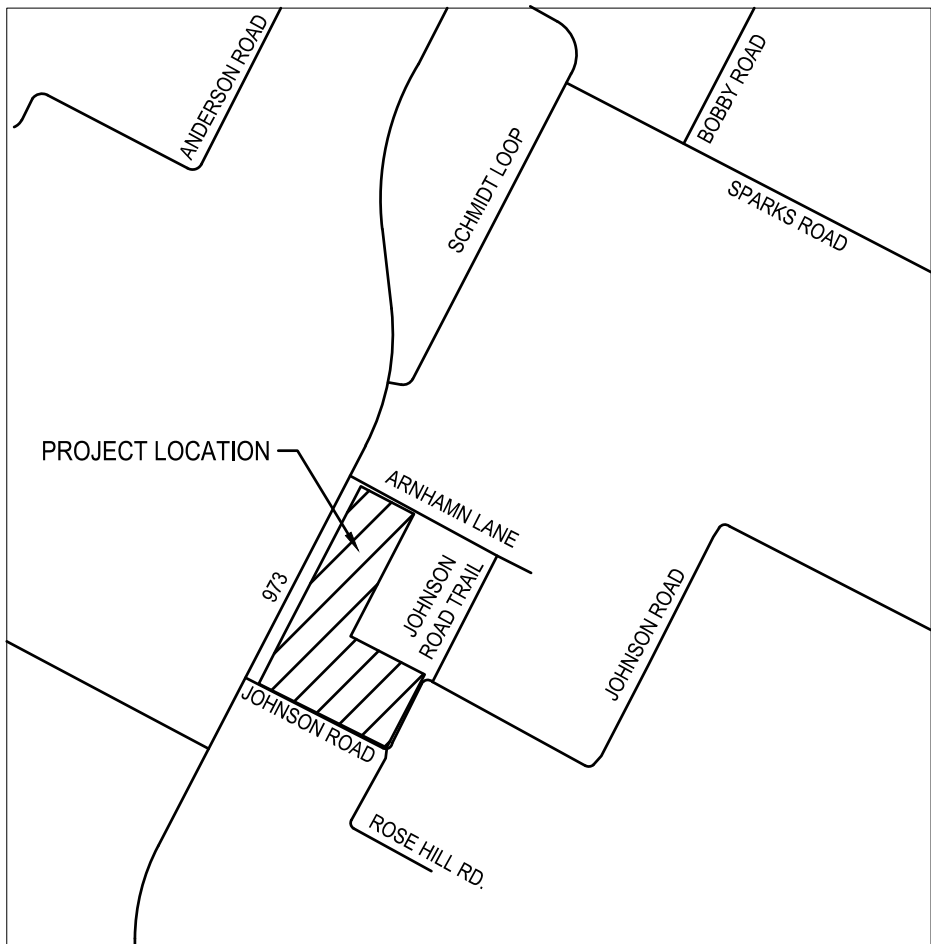 ANDERSON ROAD
BOBBY ROAD
SCHMIDT LOOP
SPARKS ROAD
PROJECT LOCATION
ARNHAMN LANE
973
JOHNSON
ROAD TRAIL
JOHNSON ROAD
JOHNSON ROAD
ROSE HILL RD.